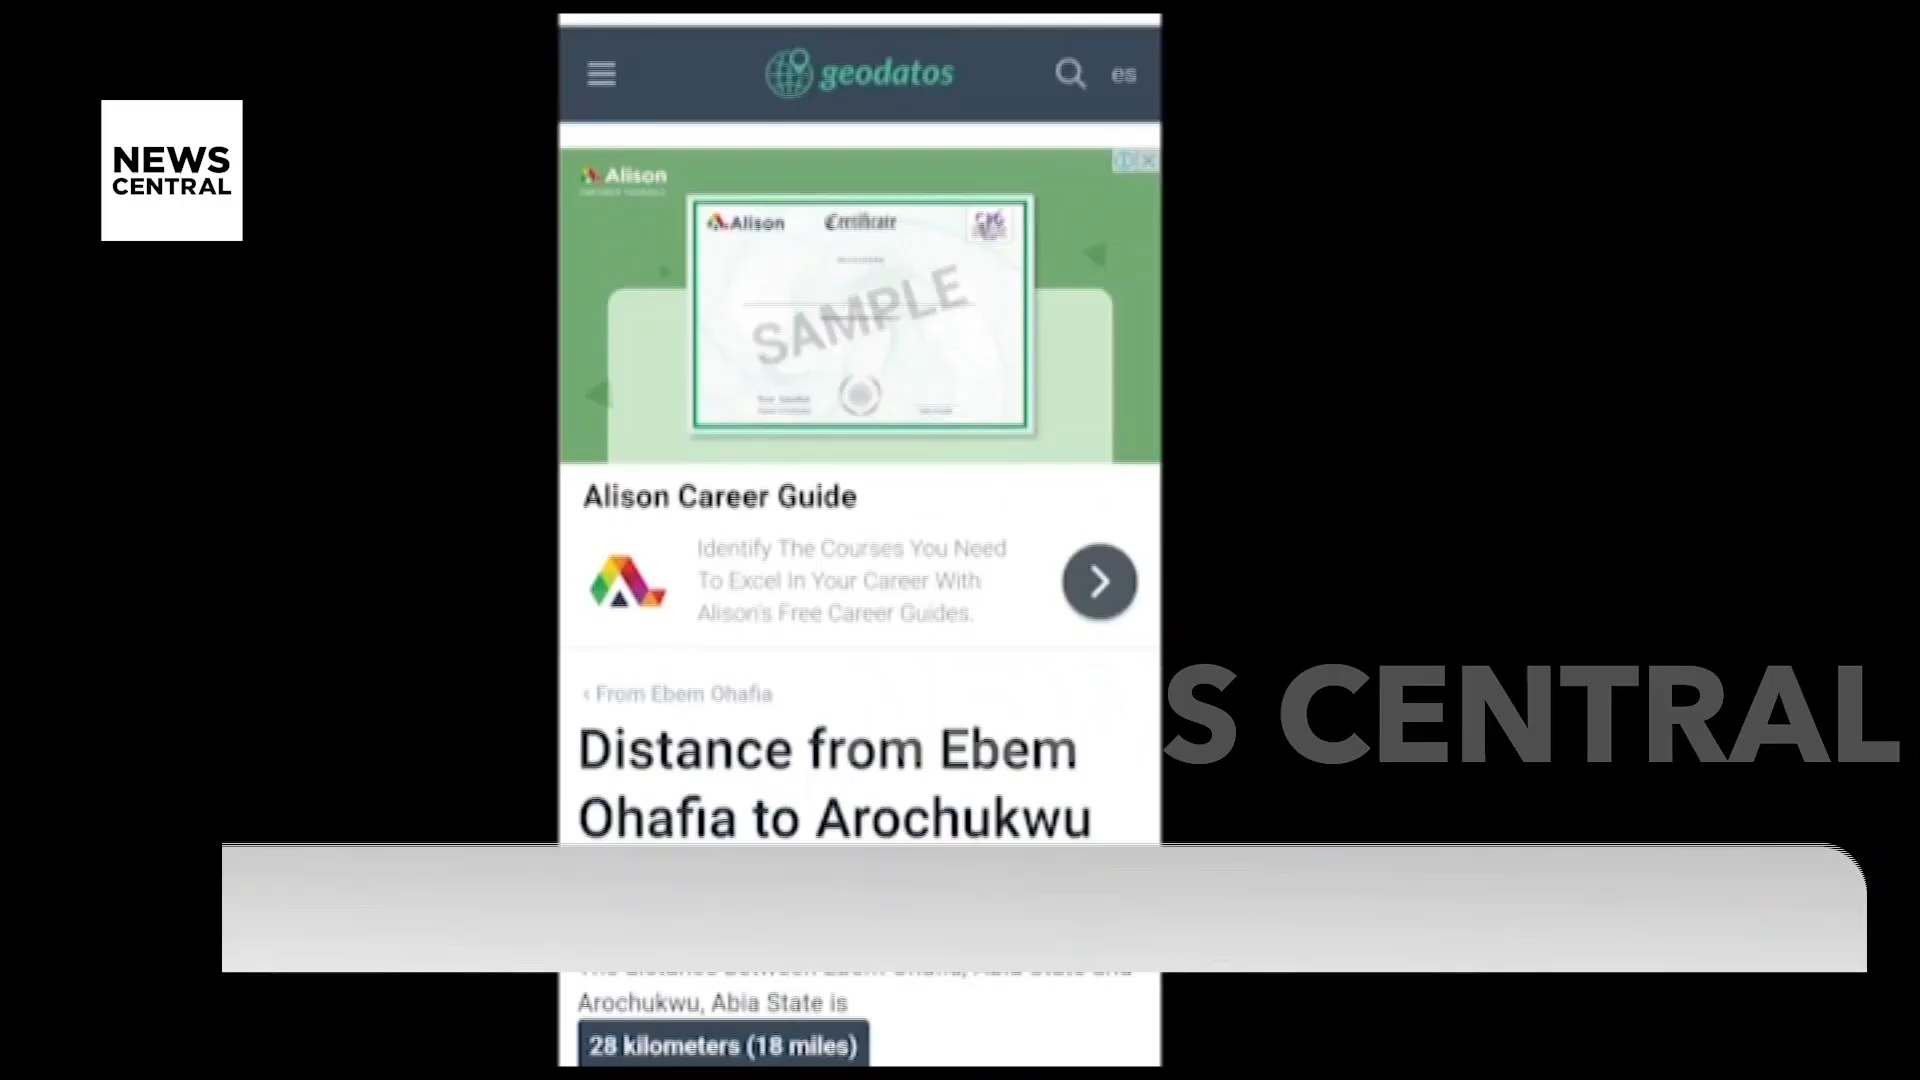 NEWS
CENTRAL
geodatos
es
Alison
Alison
Certificate
SAMPLE
Alison Career Guide
Identify The Courses You Need
To Excel In Your Career With
Alison's Free Career Guides.
‹ From Ebem Ohafia
Distance from Ebem
Ohafia to Arochukwu
S CENTRAL
Arochukwu, Abia State is
28 kilometers (18 miles)